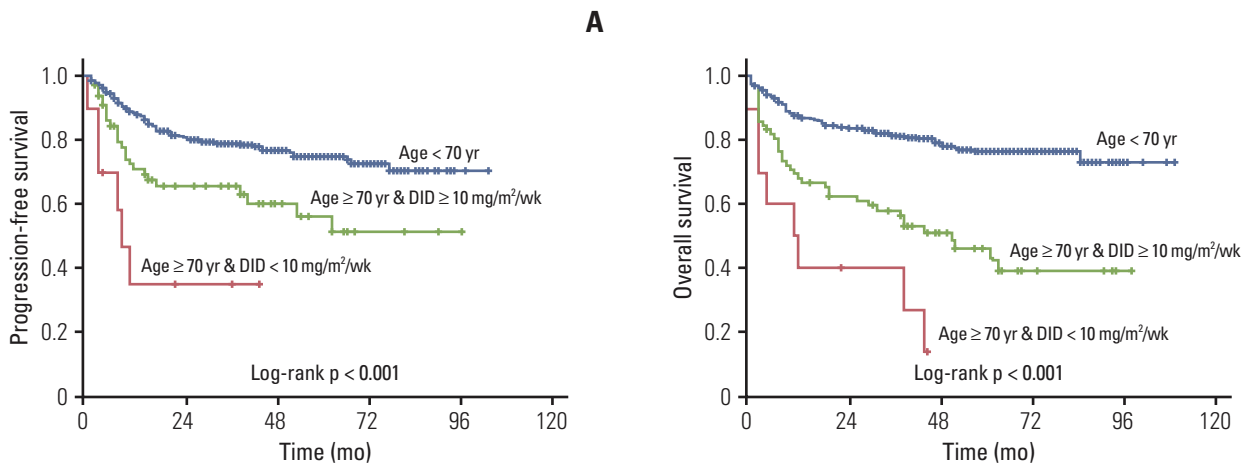 A
Progression-free survival
1.0
0.8
0.6
0.4
0.2
0
Age < 70 yr
Age ≥ 70 yr & DID ≥ 10 mg/m²/wk
Age ≥ 70 yr & DID < 10 mg/m²/wk
Log-rank p < 0.001
0 24 48 72 96 120
Time (mo)
Overall survival
1.0
0.8
0.6
0.4
0.2
0
Age < 70 yr
Age ≥ 70 yr & DID ≥ 10 mg/m²/wk
Age ≥ 70 yr & DID < 10 mg/m²/wk
Log-rank p < 0.001
0 24 48 72 96 120
Time (mo)